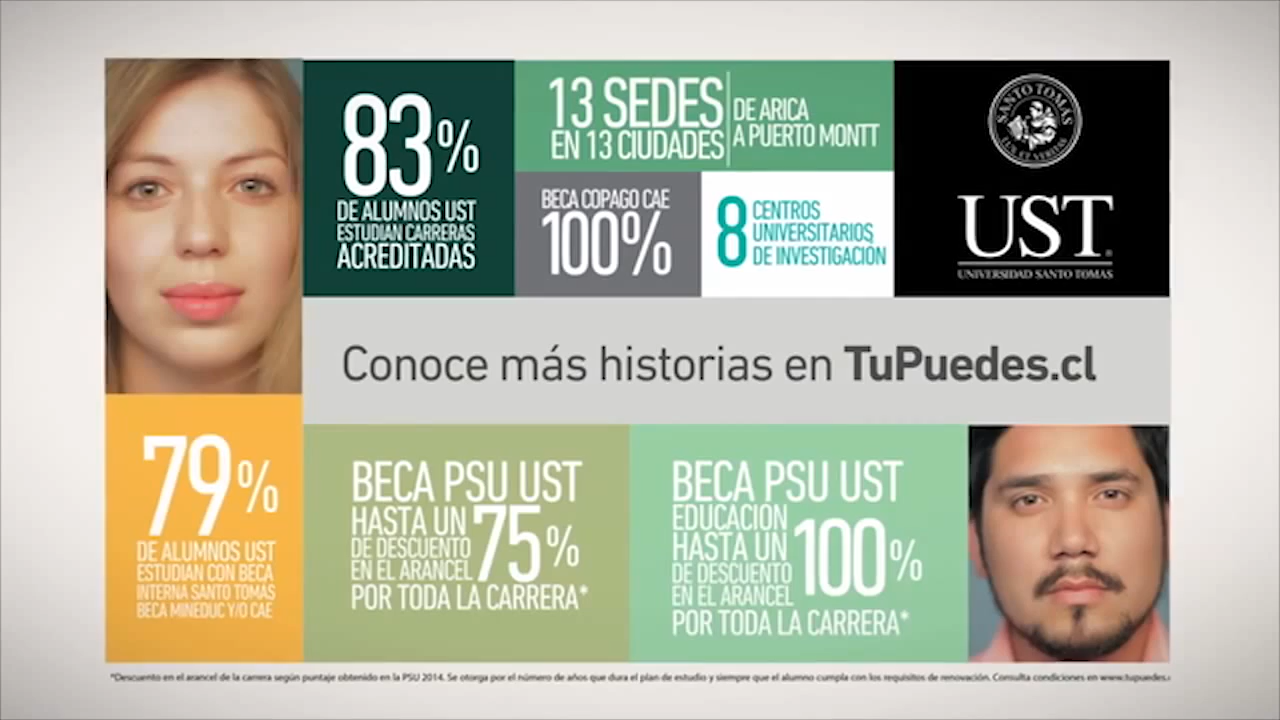 83%
DE ALUMNOS UST
ESTUDIAN CARRERAS
ACREDITADAS
13 SEDES
EN 13 CIUDADES
DE ARICA
A PUERTO MONTT
BECA COPAGO CAE
100%
8
CENTROS
UNIVERSITARIOS
DE INVESTIGACIÓN
SANTO TOMAS
UST
UNIVERSIDAD SANTO TOMAS
Conoce más historias en TuPuedes.cl
79%
DE ALUMNOS UST
ESTUDIAN CON BECA
INTERNA SANTO TOMAS
BECA MINEDUC Y/O CAE
BECA PSU UST
HASTA UN
DE DESCUENTO
EN EL ARANCEL
75%
POR TODA LA CARRERA*
BECA PSU UST
EDUCACIÓN
HASTA UN
DE DESCUENTO
EN EL ARANCEL
100%
POR TODA LA CARRERA*
*Descuento en el arancel de la carrera según puntaje obtenido en la PSU 2014. Se otorga por el número de años que dura el plan de estudio y siempre que el alumno cumpla con los requisitos de renovación. Consulta condiciones en www.tupuedes.